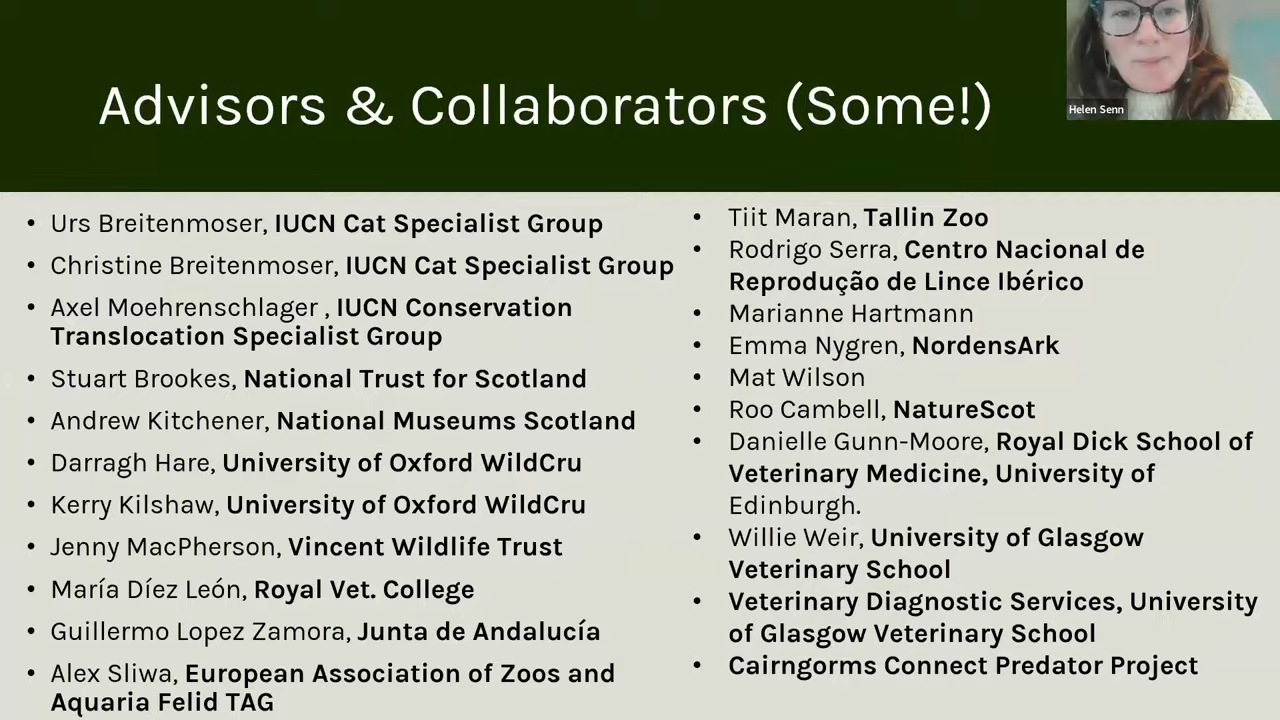 Advisors & Collaborators (Some!)
Helen Senn
• Urs Breitenmoser, IUCN Cat Specialist Group
• Christine Breitenmoser, IUCN Cat Specialist Group
• Axel Moehrenschlager , IUCN Conservation
Translocation Specialist Group
• Stuart Brookes, National Trust for Scotland
• Andrew Kitchener, National Museums Scotland
• Darragh Hare, University of Oxford WildCru
• Kerry Kilshaw, University of Oxford WildCru
• Jenny MacPherson, Vincent Wildlife Trust
• María Díez León, Royal Vet. College
• Guillermo Lopez Zamora, Junta de Andalucía
• Alex Sliwa, European Association of Zoos and
Aquaria Felid TAG
• Tiit Maran, Tallin Zoo
• Rodrigo Serra, Centro Nacional de
Reprodução de Lince Ibérico
• Marianne Hartmann
• Emma Nygren, NordensArk
• Mat Wilson
• Roo Cambell, NatureScot
• Danielle Gunn-Moore, Royal Dick School of
Veterinary Medicine, University of
Edinburgh.
• Willie Weir, University of Glasgow
Veterinary School
• Veterinary Diagnostic Services, University
of Glasgow Veterinary School
• Cairngorms Connect Predator Project